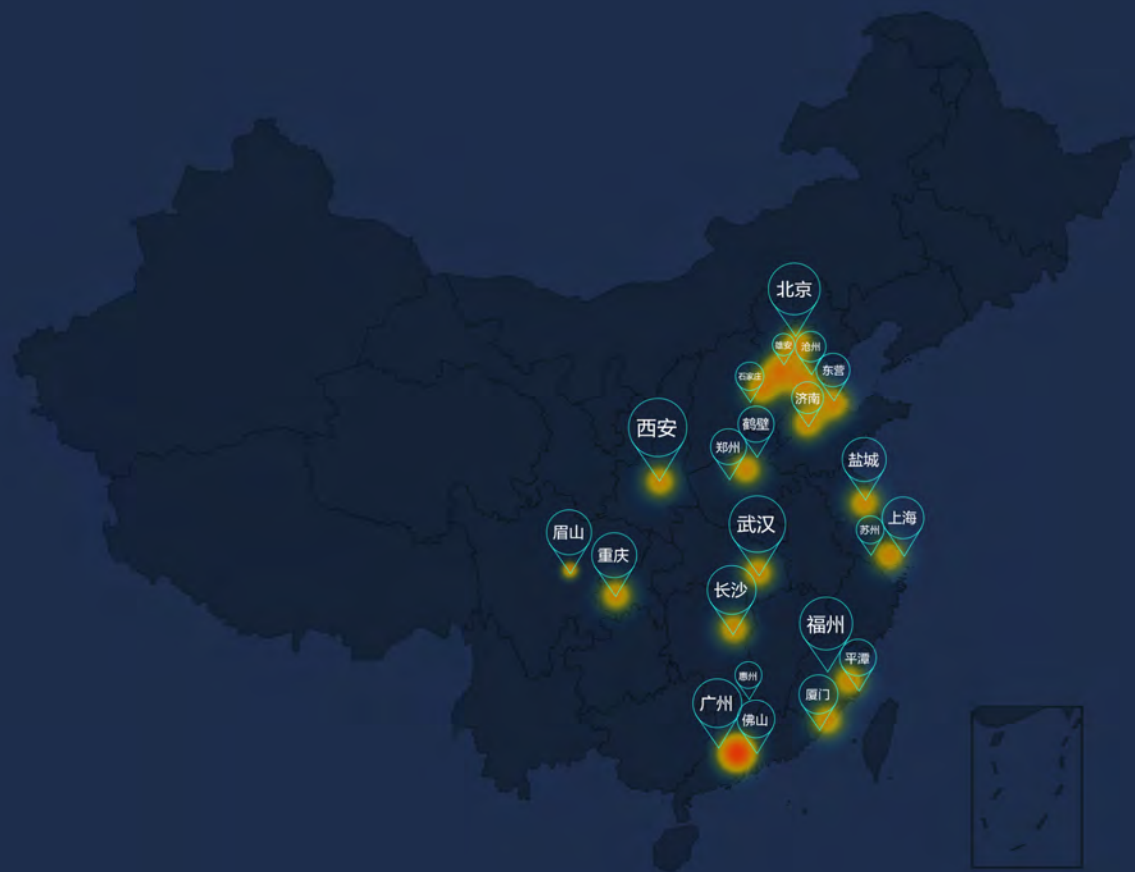 北京
雄安
沧州
石家庄
东营
济南
西安
鹤壁
郑州
盐城
武汉
上海
苏州
眉山
重庆
长沙
福州
平潭
惠州
厦门
广州
佛山